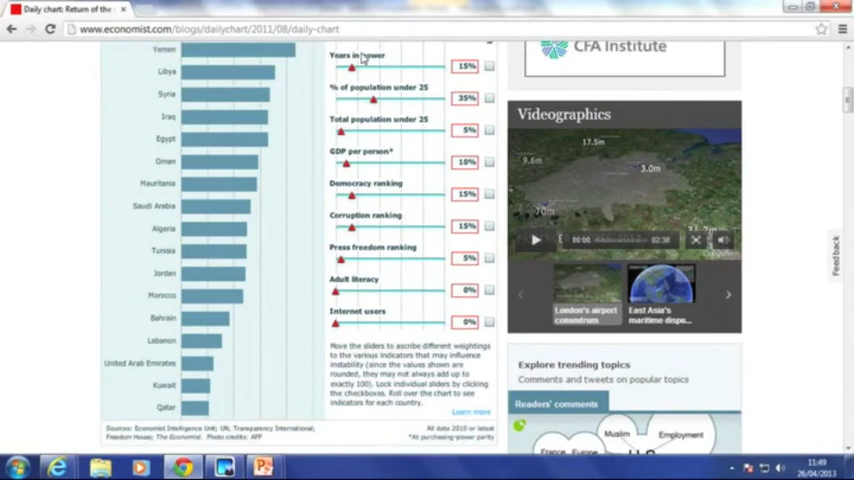 Daily chart: Return of the
www.economist.com/blogs/dailychart/2011/08/daily-chart
Yemen
Libya
Syria
Iraq
Egypt
Oman
Mauritania
Saudi Arabia
Algeria
Tunisia
Jordan
Morocco
Bahrain
Lebanon
United Arab Emirates
Kuwait
Qatar
Years in power
15%
% of population under 25
35%
Total population under 25
5%
GDP per person*
10%
Democracy ranking
15%
Corruption ranking
15%
Press freedom ranking
5%
Adult literacy
0%
Internet users
0%
Move the sliders to ascribe different weightings
to the various indicators that may influence
instability (since the values shown are
rounded, they may not always add up to
exactly 100). Lock individual sliders by clicking
the checkboxes. Roll over the chart to see
indicators for each country.
Learn more
Sources: Economist Intelligence Unit; UN; Transparency International;
Freedom House; The Economist. Photo credits: AFP
All data 2010 or latest
*At purchasing-power parity
CFA Institute
Videographics
17.5m
9.6m
3.0m
70m
00:00
02:30
London's airport
conundrum
East Asia's
maritime dispu...
Feedback
Explore trending topics
Comments and tweets on popular topics
Readers' comments
Muslim
Employment
France
Europe
11:49
26/04/2013